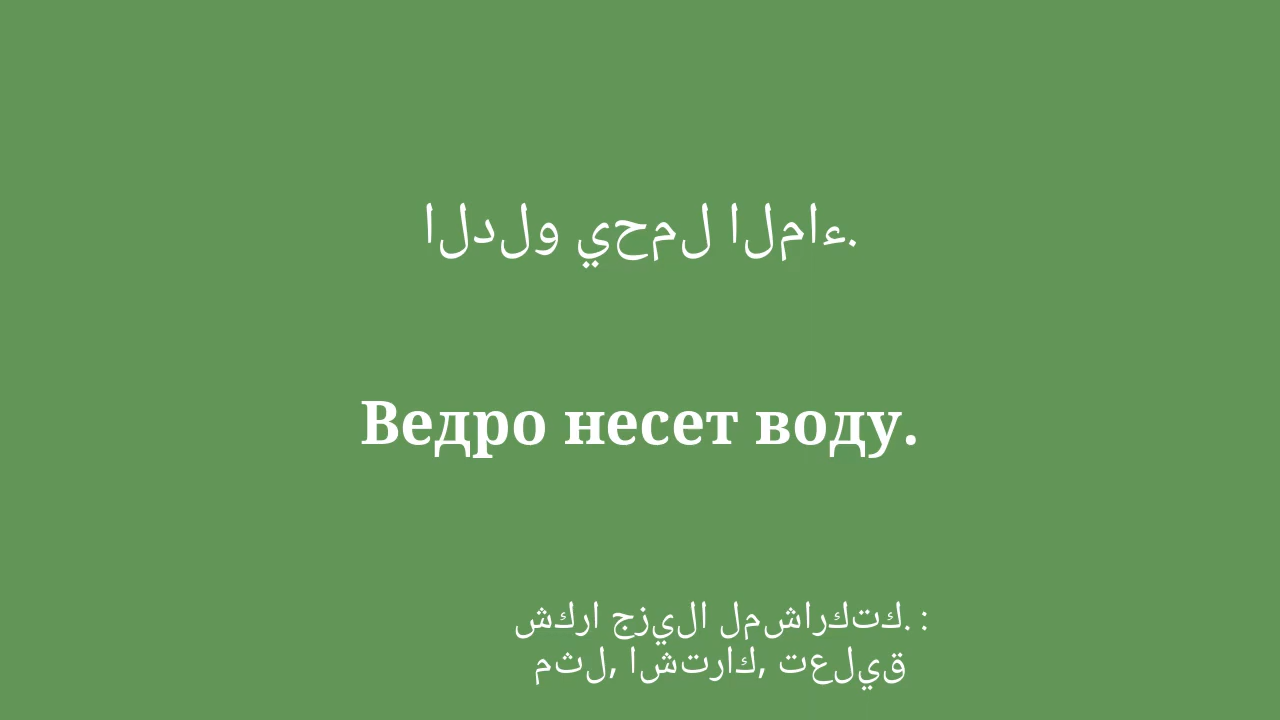 الدلو يحمل الماء.
Ведро несет воду.
شكرا جزيلا لمشاركتك. :
مثل, اشتراك, تعليق